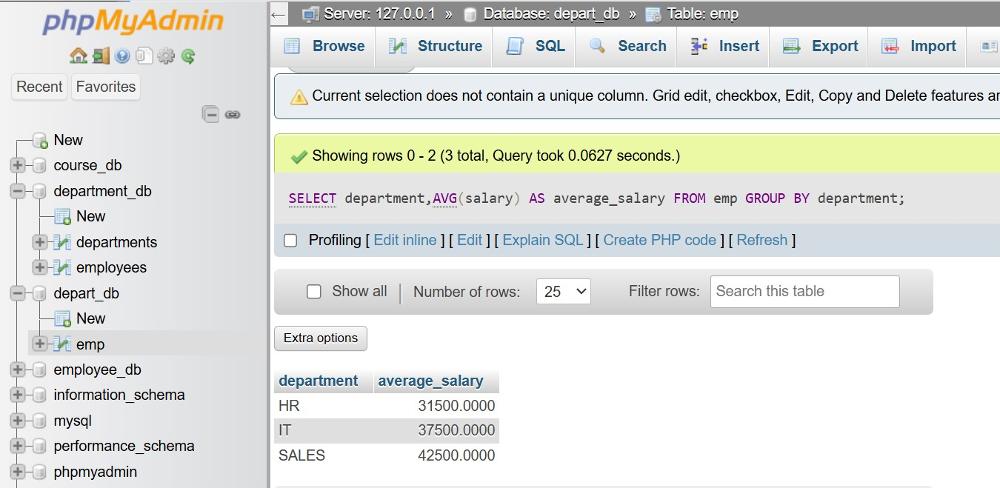 phpMyAdmin
Recent Favorites
New
course_db
department_db
New
departments
employees
depart_db
New
emp
employee_db
information_schema
mysql
performance_schema
phpmyadmin
← Server: 127.0.0.1 » Database: depart_db » Table: emp
Browse Structure SQL Search Insert Export Import
Current selection does not contain a unique column. Grid edit, checkbox, Edit, Copy and Delete features ar
Showing rows 0 - 2 (3 total, Query took 0.0627 seconds.)
SELECT department,AVG(salary) AS average_salary FROM emp GROUP BY department;
Profiling [ Edit inline ] [ Edit ] [ Explain SQL ] [ Create PHP code ] [ Refresh ]
Show all | Number of rows: 25 Filter rows: Search this table
Extra options
department average_salary
HR 31500.0000
IT 37500.0000
SALES 42500.0000